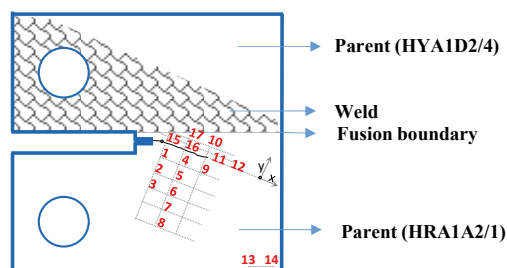 Parent (HYA1D2/4)
Weld
Fusion boundary
17 10
15 16
1 4 9 11 12
y
x
2 5
3 6
7
8
Parent (HRA1A2/1)
13 14